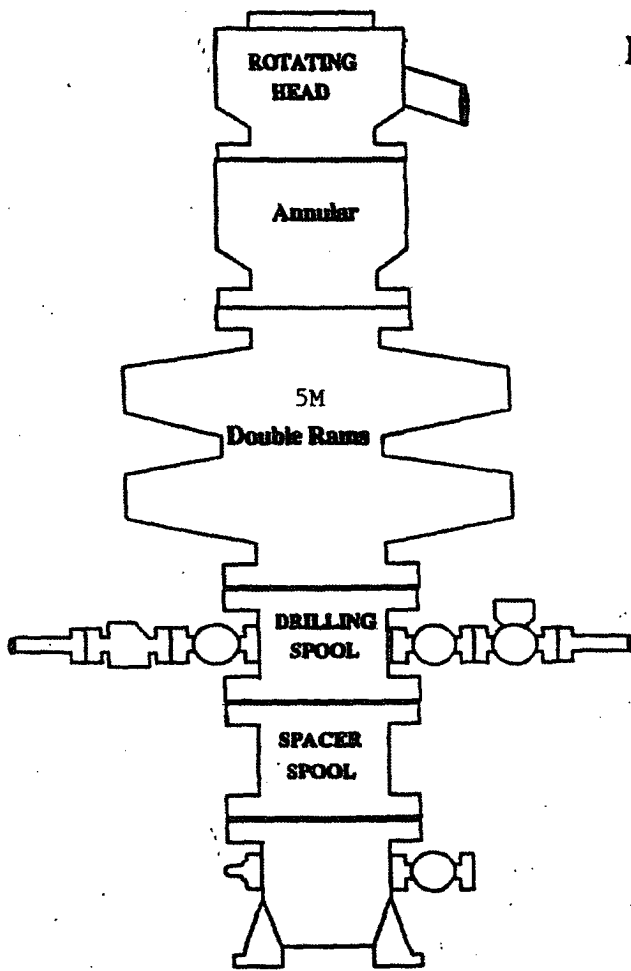 ROTATING
HEAD
Annular
5M
Double Rams
DRILLING
SPOOL
SPACER
SPOOL